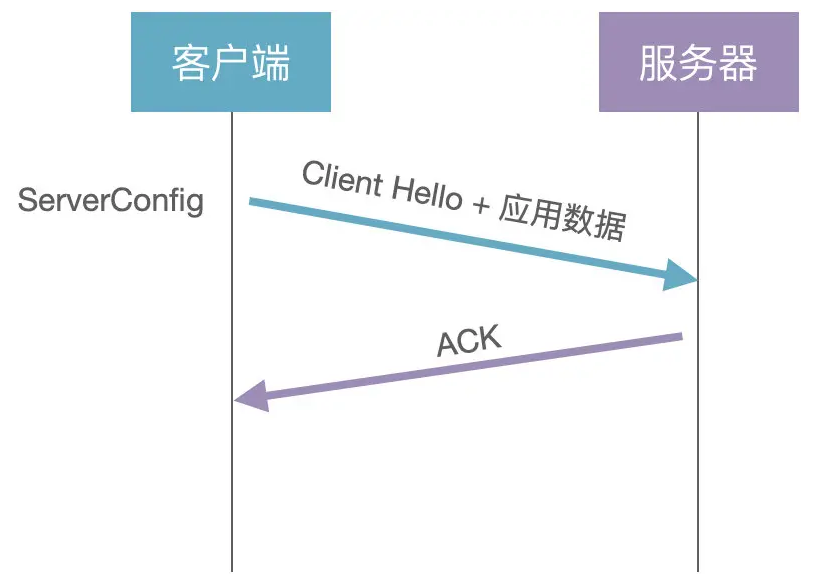 客户端
服务器
ServerConfig
Client Hello + 应用数据
ACK